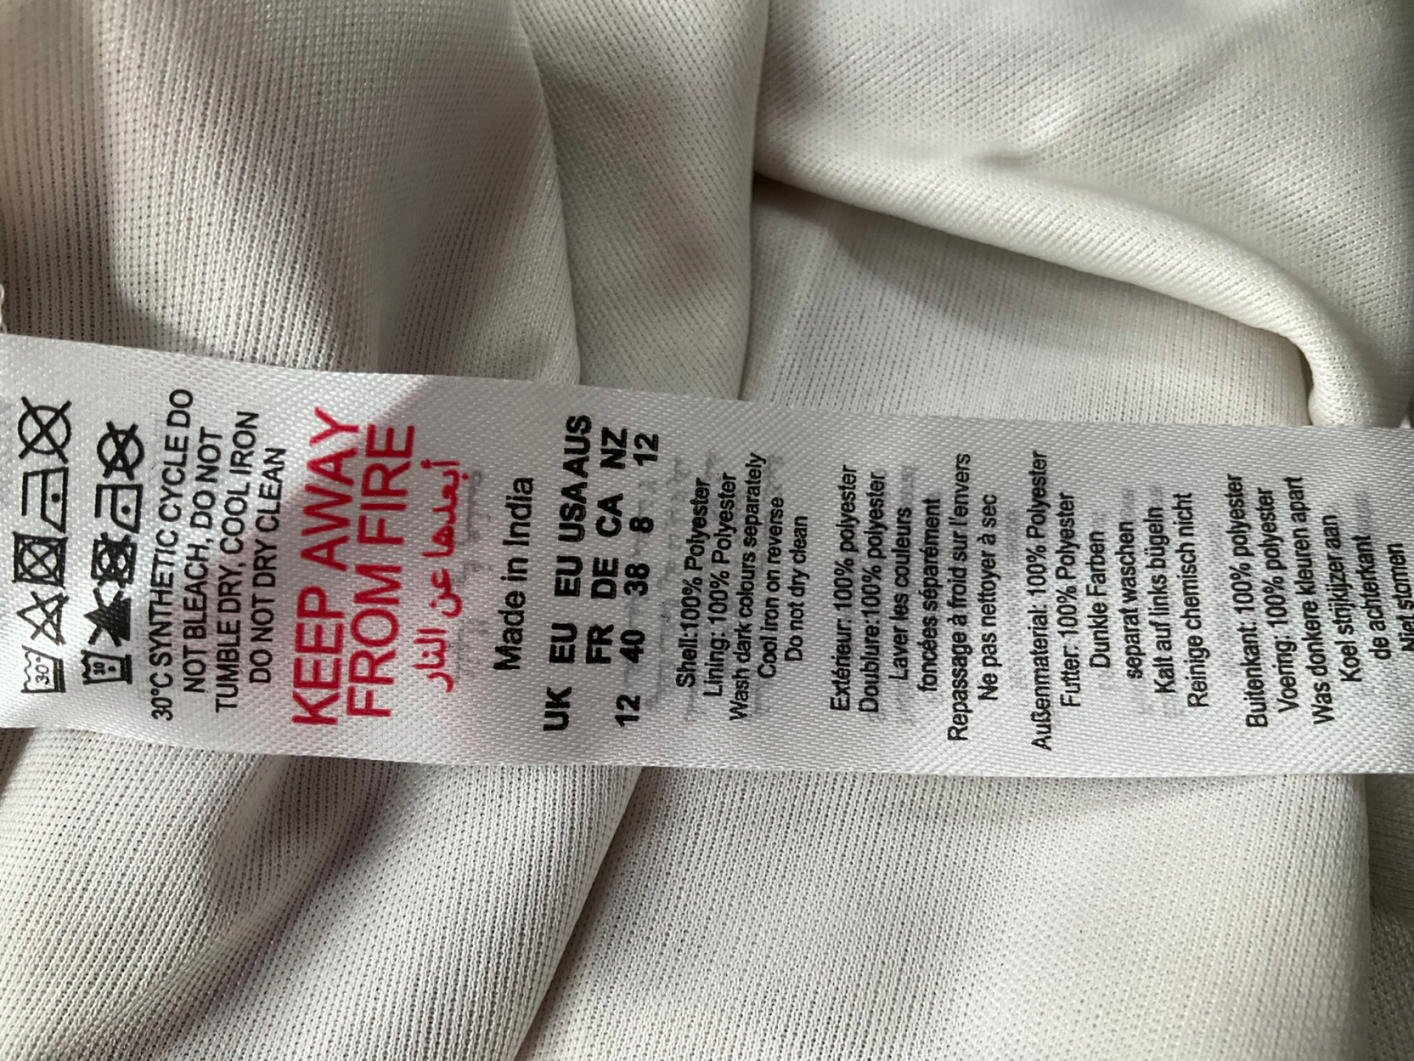 30°
30
30°C SYNTHETIC CYCLE DO
NOT BLEACH, DO NOT
TUMBLE DRY, COOL IRON
DO NOT DRY CLEAN
KEEP AWAY
FROM FIRE
أبعدها عن النار
Made in India
UK EU EU USA AUS
FR DE CA NZ
12 40 38 8 12
Shell:100% Polyester
Lining: 100% Polyester
Wash dark colours separately
Cool iron on reverse
Do not dry clean
Extérieur: 100% polyester
Doublure:100% polyester
Laver les couleurs
foncées séparément
Repassage à froid sur l'envers
Ne pas nettoyer à sec
Außenmaterial: 100% Polyester
Futter: 100% Polyester
Dunkle Farben
separat waschen
Kalt auf links bügeln
Reinige chemisch nicht
Buitenkant: 100% polyester
Voering: 100% polyester
Was donkere kleuren apart
Koel strijkijzer aan
de achterkant
Niet stomen